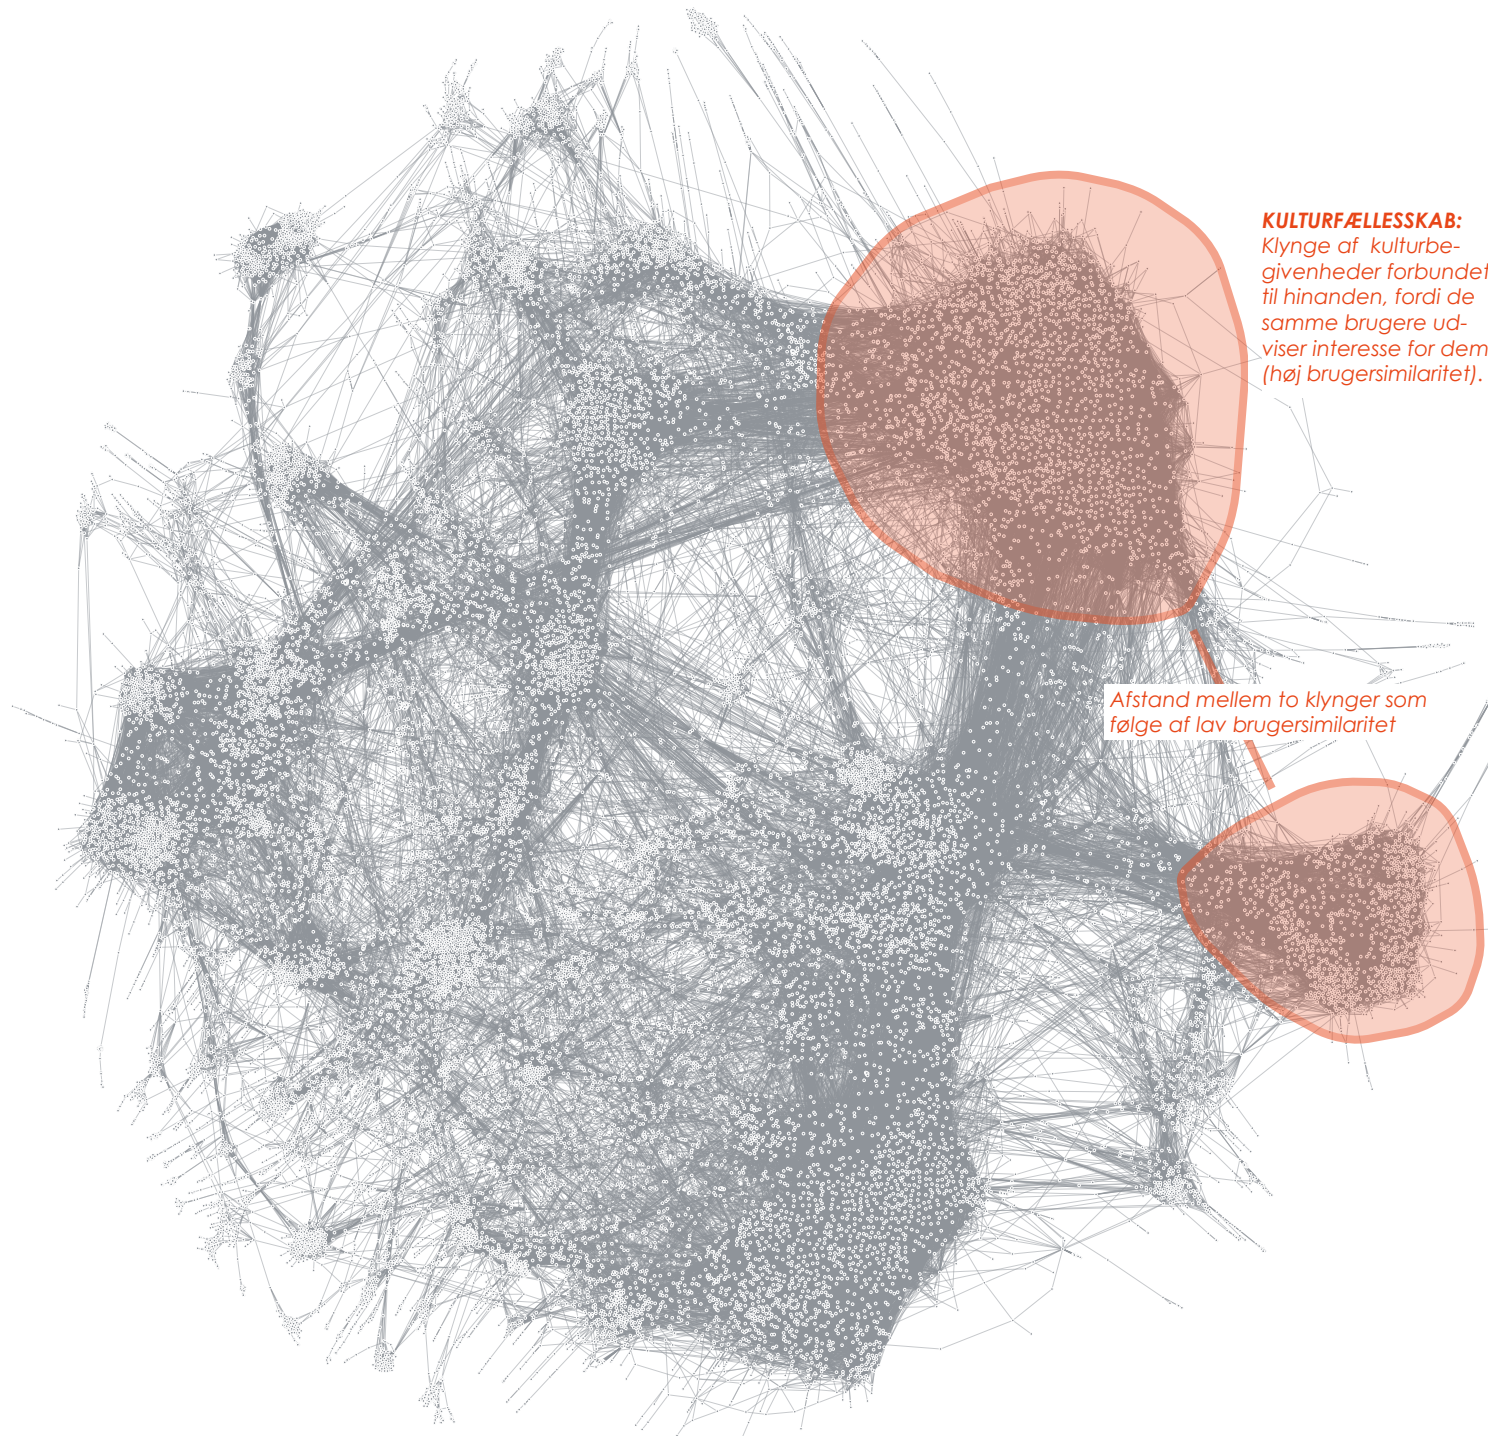 KULTURFÆLLESSKAB:
Klynge af kulturbe-
givenheder forbundet
til hinanden, fordi de
samme brugere ud-
viser interesse for dem
(høj brugersimilaritet).
Afstand mellem to klynger som
følge af lav brugersimilaritet